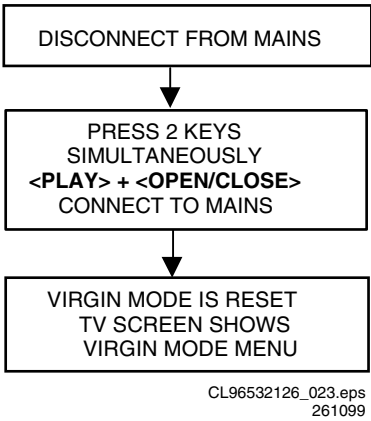 DISCONNECT FROM MAINS
PRESS 2 KEYS
SIMULTANEOUSLY
<PLAY> + <OPEN/CLOSE>
CONNECT TO MAINS
VIRGIN MODE IS RESET
TV SCREEN SHOWS
VIRGIN MODE MENU
CL96532126_023.eps
261099